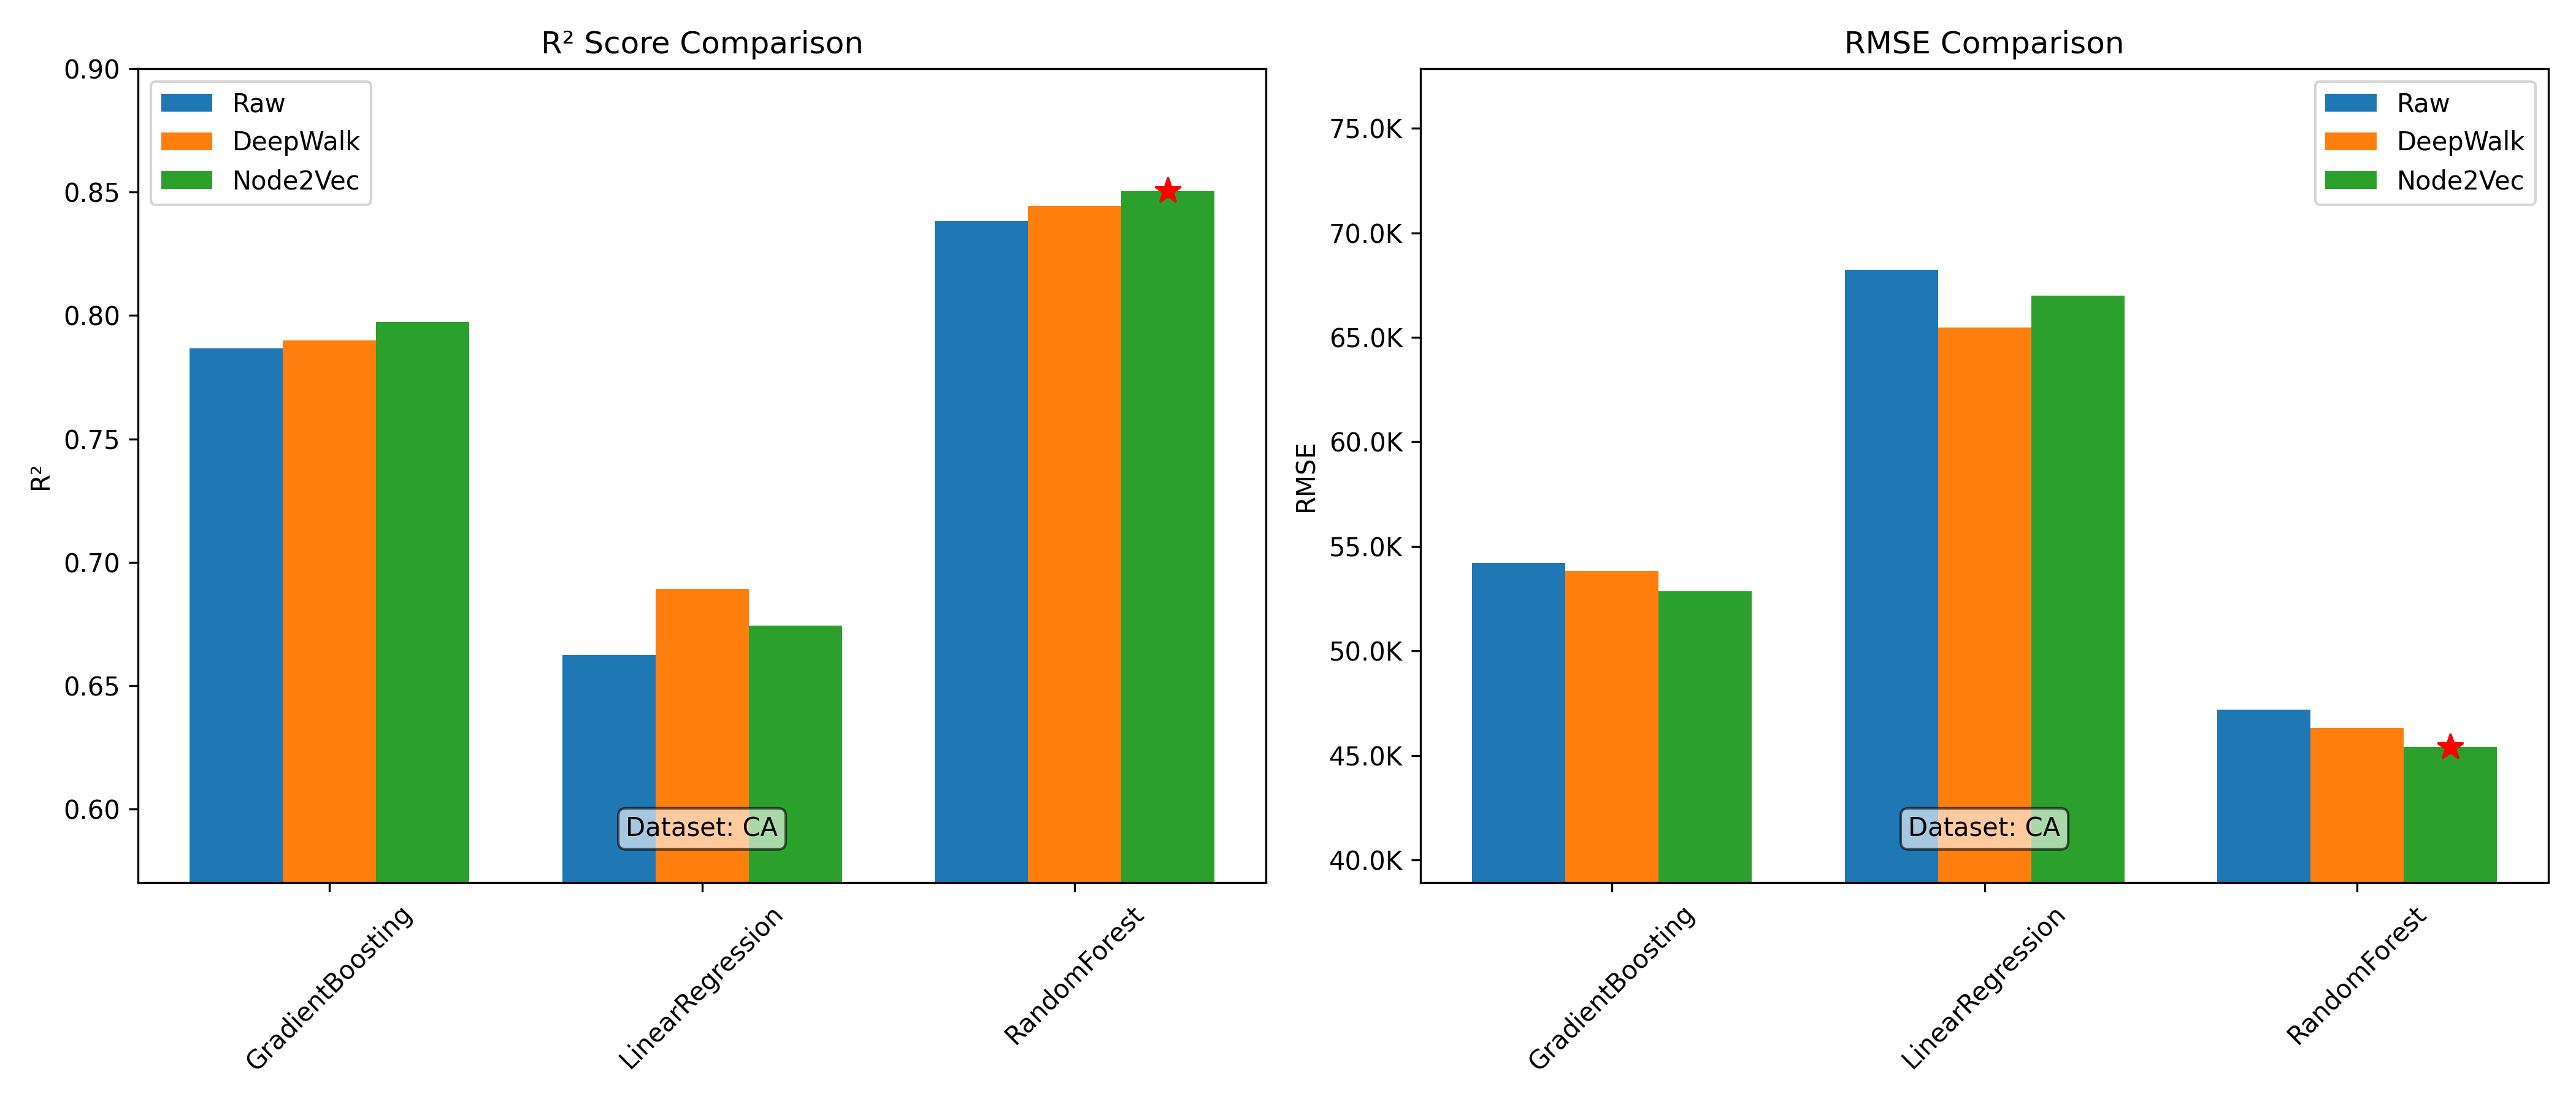 R² Score Comparison
0.90
0.85
0.80
0.75
0.70
0.65
0.60
R²
Raw
DeepWalk
Node2Vec
Dataset: CA
GradientBoosting
LinearRegression
RandomForest
RMSE Comparison
75.0K
70.0K
65.0K
60.0K
55.0K
50.0K
45.0K
40.0K
RMSE
Raw
DeepWalk
Node2Vec
Dataset: CA
GradientBoosting
LinearRegression
RandomForest